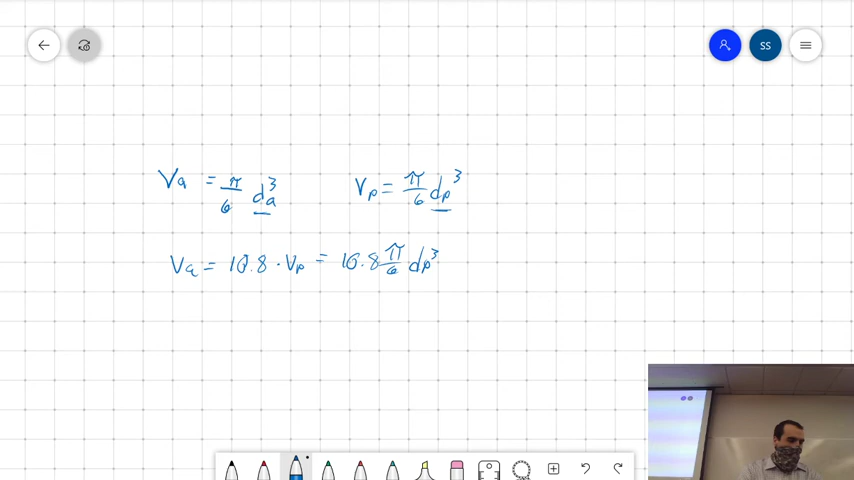 SS
Va = π/6 da³ Vp = π/6 dp³
Va = 10.8 · Vp = 10.8 π/6 dp³